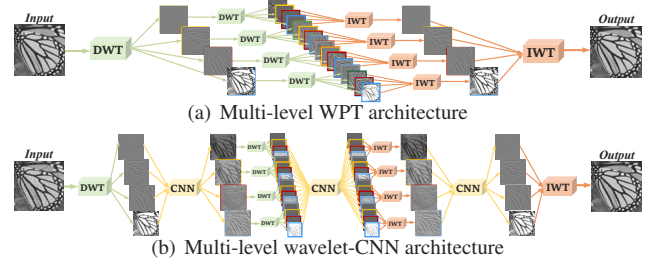 Input
Output
DWT
DWT
DWT
DWT
DWT
IWT
IWT
IWT
IWT
IWT
(a) Multi-level WPT architecture
Input
Output
DWT
CNN
DWT
DWT
DWT
DWT
CNN
IWT
IWT
IWT
IWT
CNN
IWT
(b) Multi-level wavelet-CNN architecture